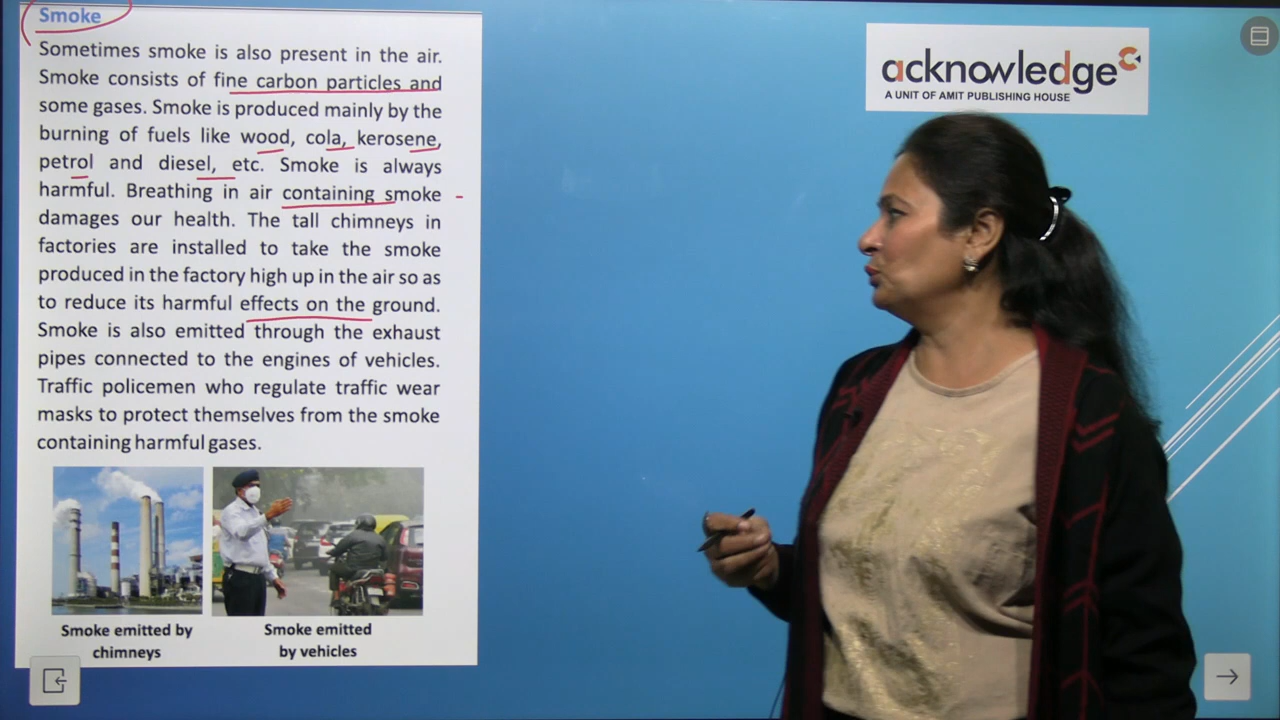 Smoke
Sometimes smoke is also present in the air.
Smoke consists of fine carbon particles and
some gases. Smoke is produced mainly by the
burning of fuels like wood, cola, kerosene,
petrol and diesel, etc. Smoke is always
harmful. Breathing in air containing smoke
damages our health. The tall chimneys in
factories are installed to take the smoke
produced in the factory high up in the air so as
to reduce its harmful effects on the ground.
Smoke is also emitted through the exhaust
pipes connected to the engines of vehicles.
Traffic policemen who regulate traffic wear
masks to protect themselves from the smoke
containing harmful gases.
Smoke emitted by
chimneys
Smoke emitted
by vehicles
acknowledge
A UNIT OF AMIT PUBLISHING HOUSE